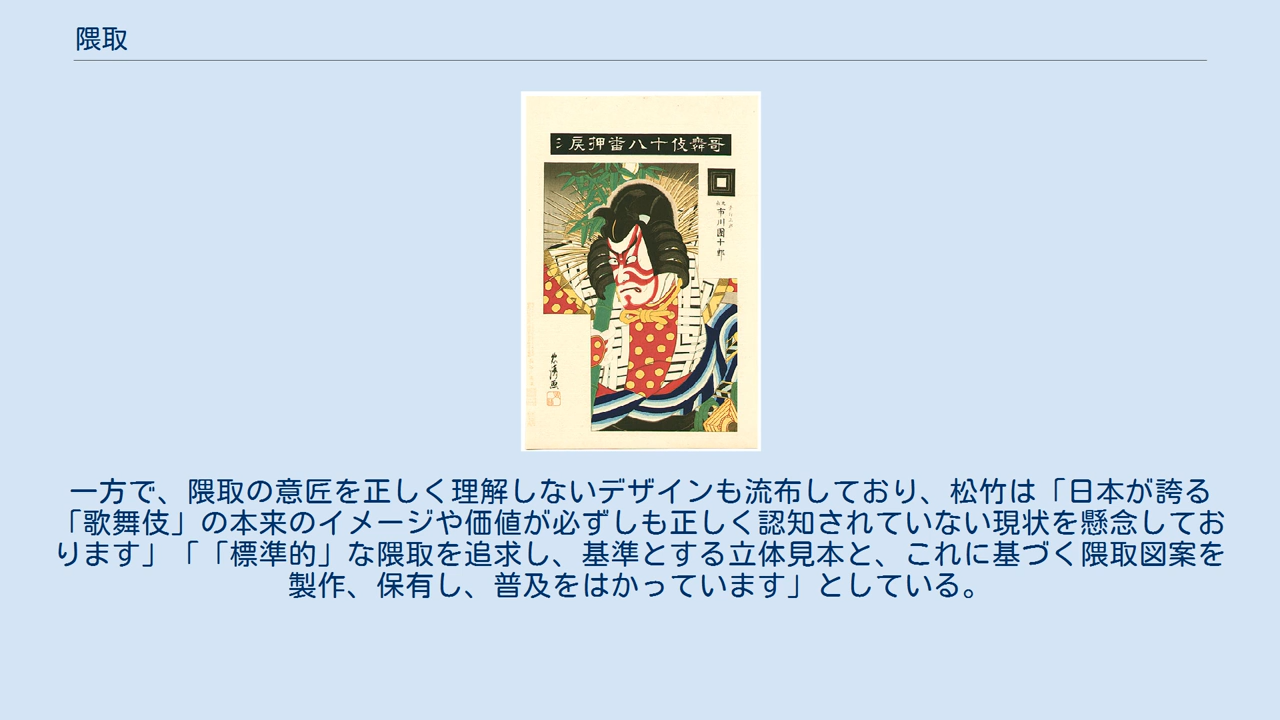 隈取
哥舞伎十八番押戻シ
市川團十郎
一方で、隈取の意匠を正しく理解しないデザインも流布しており、松竹は「日本が誇る
「歌舞伎」の本来のイメージや価値が必ずしも正しく認知されていない現状を懸念してお
ります」「「標準的」な隈取を追求し、基準とする立体見本と、これに基づく隈取図案を
製作、保有し、普及をはかっています」としている。